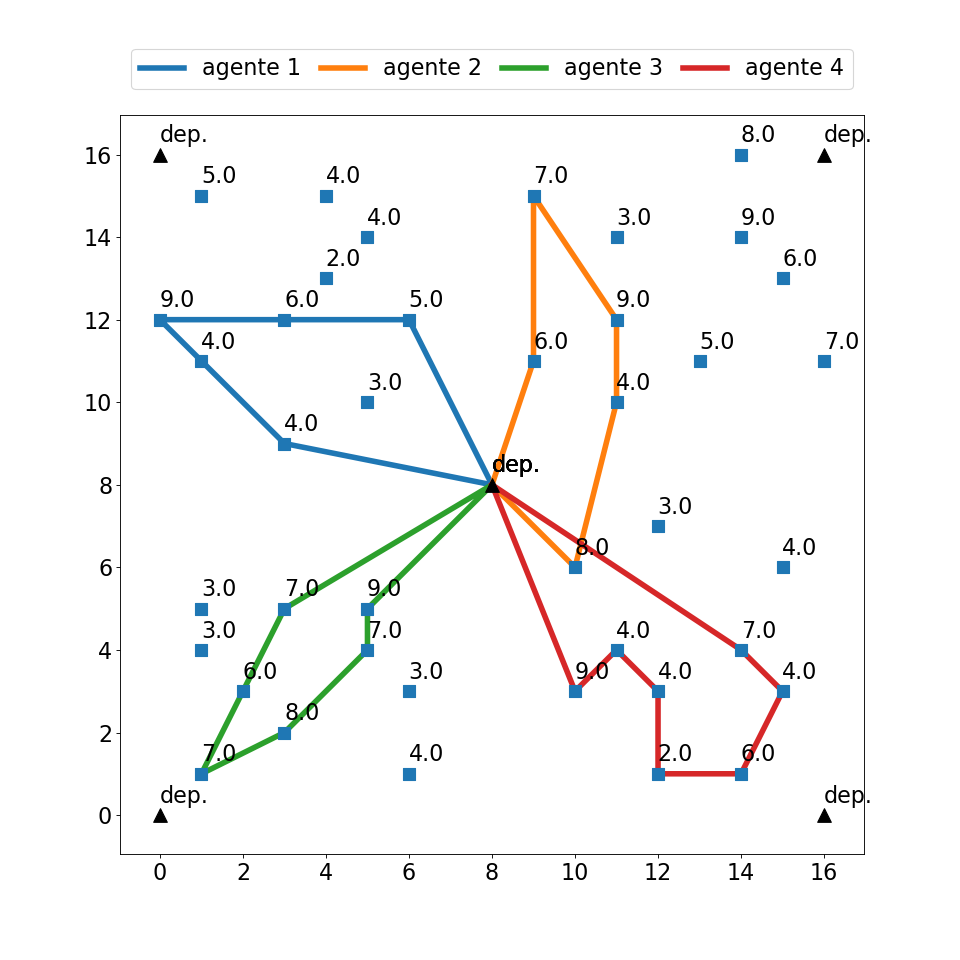 agente 1 agente 2 agente 3 agente 4
dep. 8.0 dep.
16
5.0 4.0 7.0
4.0 3.0 9.0
14
2.0 6.0
9.0 6.0 5.0 9.0
12
4.0 6.0 5.0 7.0
3.0 4.0
10
4.0
dep.
8
3.0
8.0 4.0
6
3.0 7.0 9.0
3.0 7.0 4.0 7.0
4
6.0 3.0 9.0 4.0 4.0
8.0
2
7.0 4.0 2.0 6.0
dep. dep.
0
0 2 4 6 8 10 12 14 16